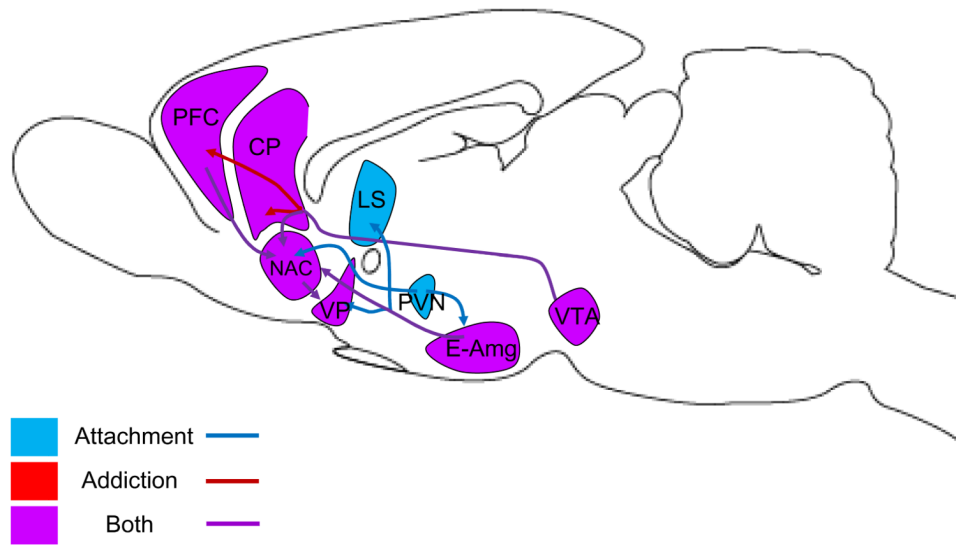 PFC
CP
LS
NAC
VP
PVN
E-Amg
VTA
Attachment
Addiction
Both